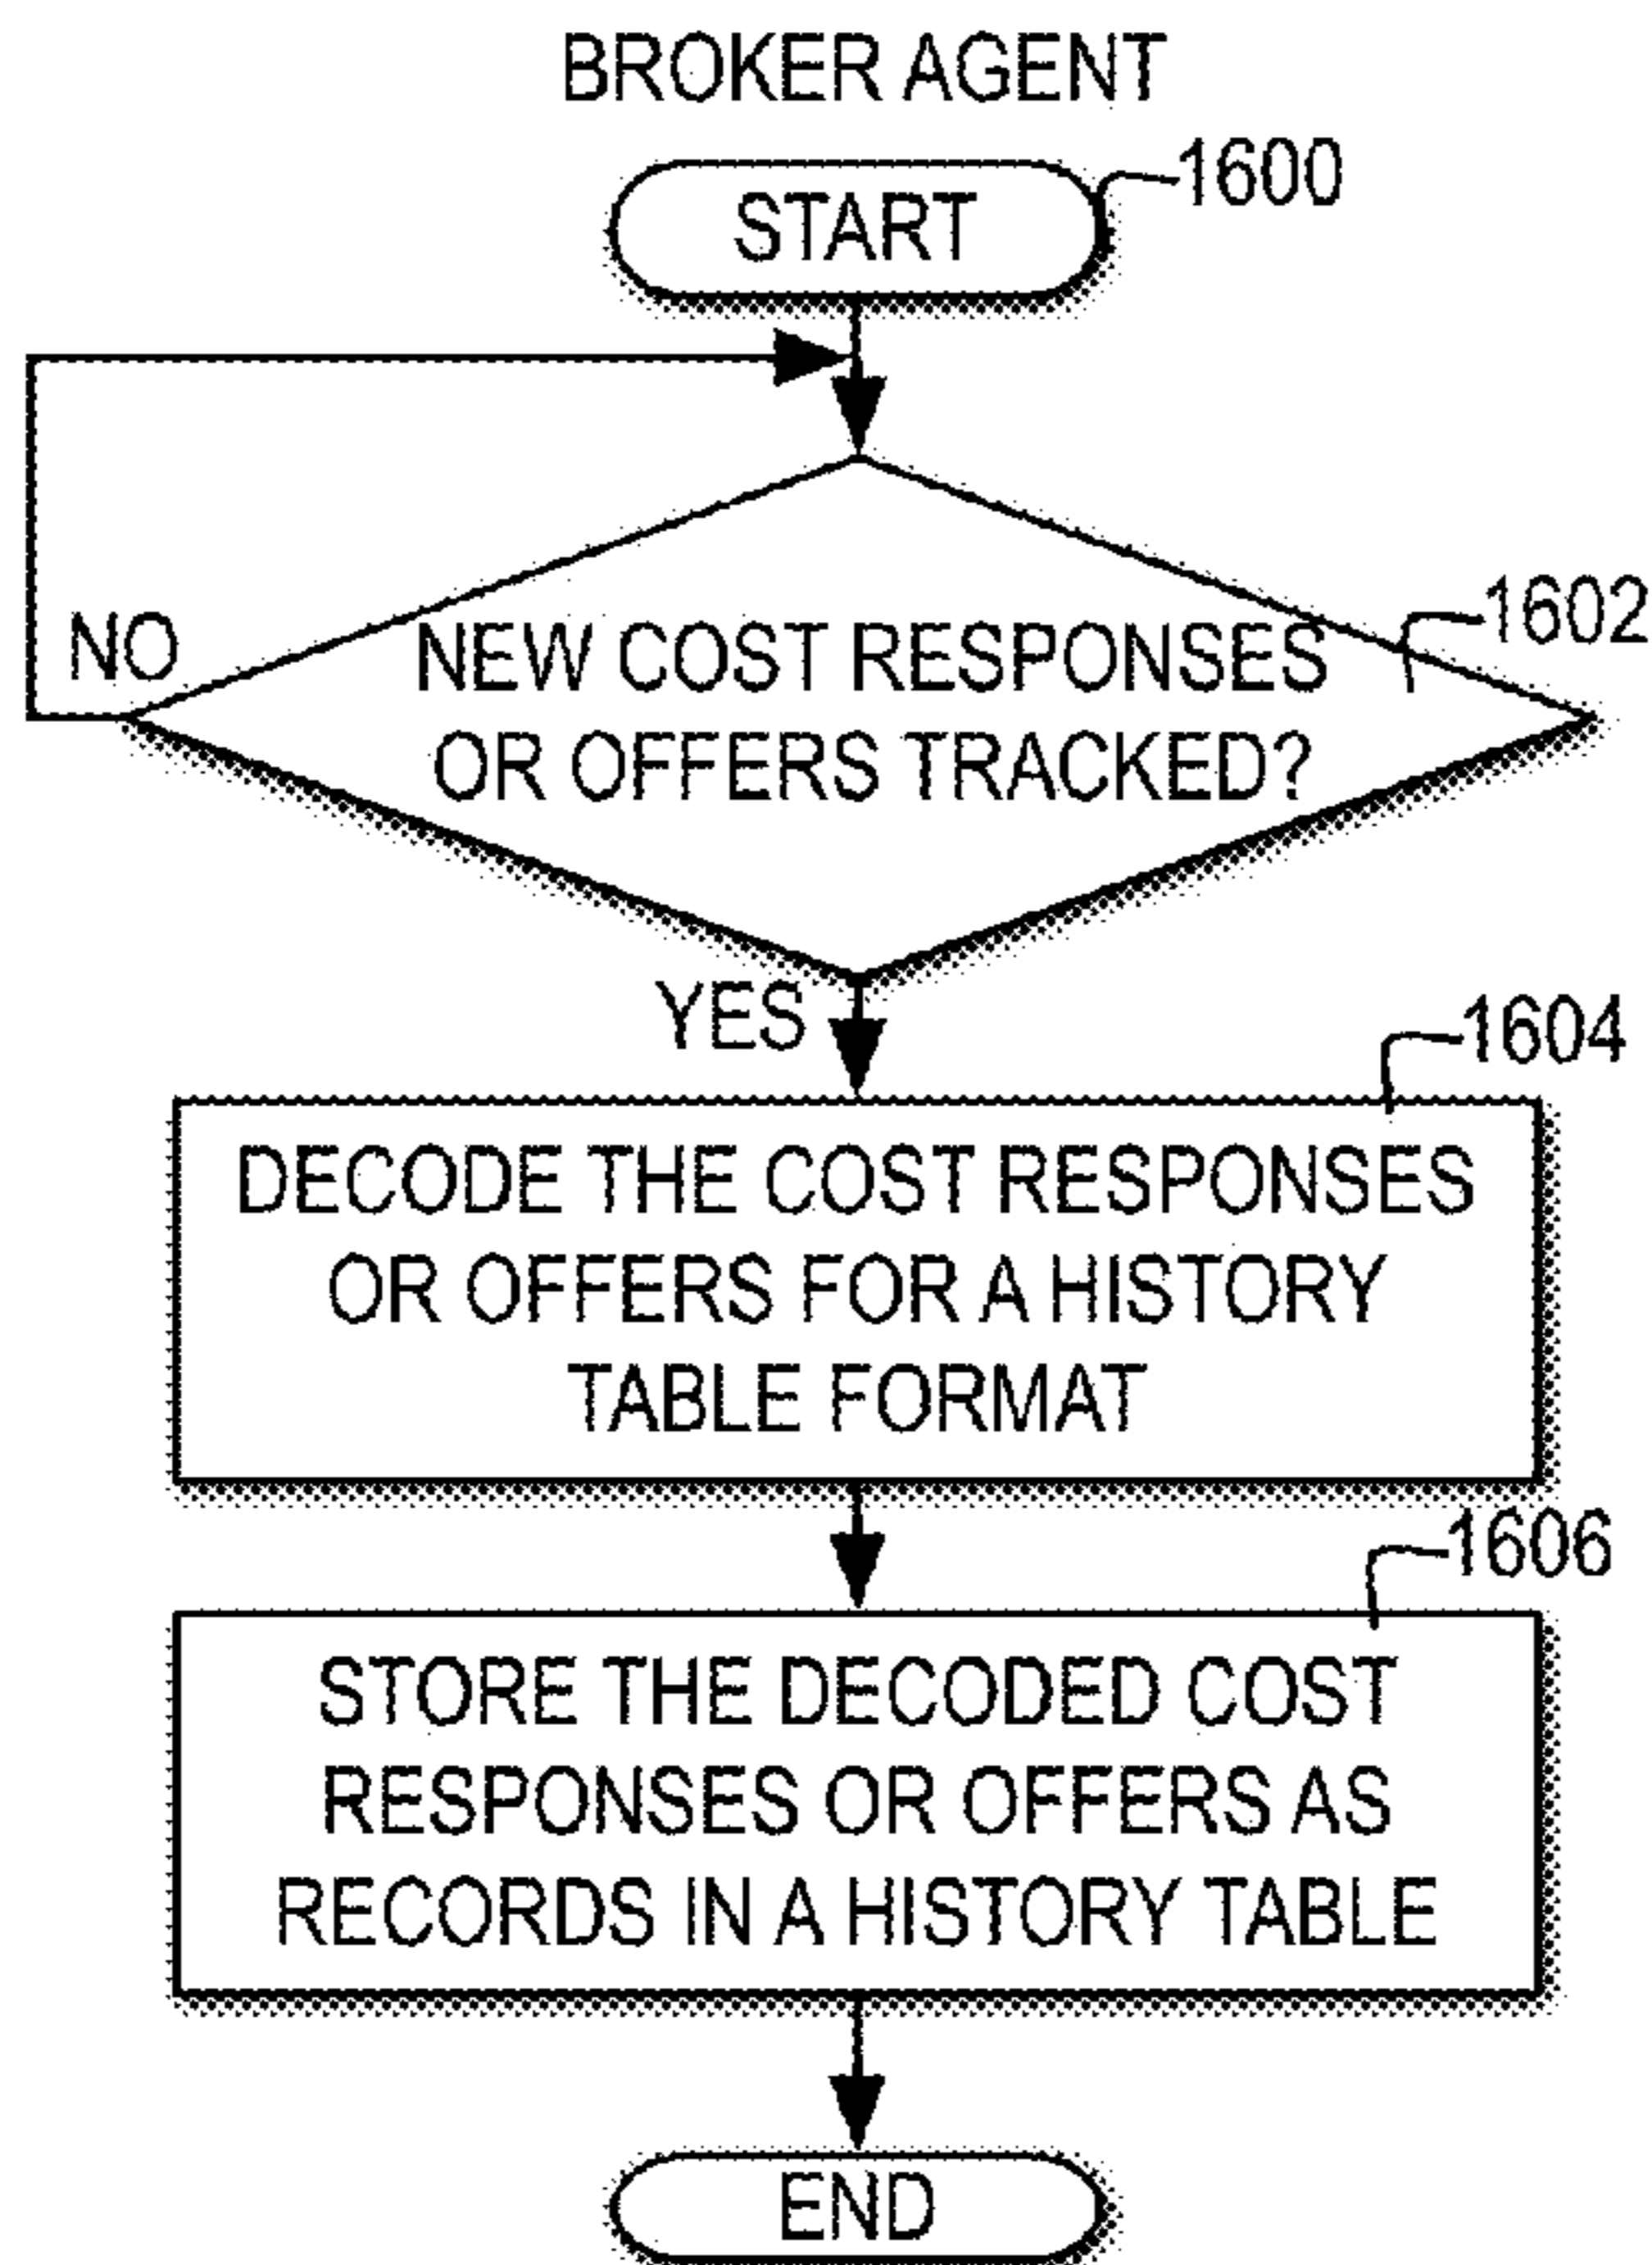 BROKER AGENT
1600
START
NO
1602
NEW COST RESPONSES
OR OFFERS TRACKED?
YES
1604
DECODE THE COST RESPONSES
OR OFFERS FOR A HISTORY
TABLE FORMAT
1606
STORE THE DECODED COST
RESPONSES OR OFFERS AS
RECORDS IN A HISTORY TABLE
END